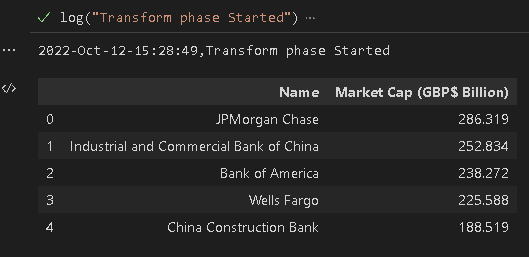 log("Transform phase Started") ...
... 2022-Oct-12-15:28:49,Transform phase Started
</>
Name Market Cap (GBP$ Billion)
0 JPMorgan Chase 286.319
1 Industrial and Commercial Bank of China 252.834
2 Bank of America 238.272
3 Wells Fargo 225.588
4 China Construction Bank 188.519